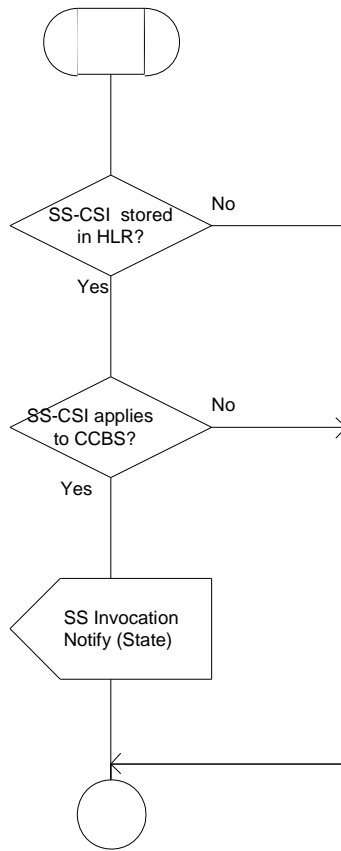 SS-CSI stored
in HLR?
No
Yes
SS-CSI applies
to CCBS?
No
Yes
SS Invocation
Notify (State)